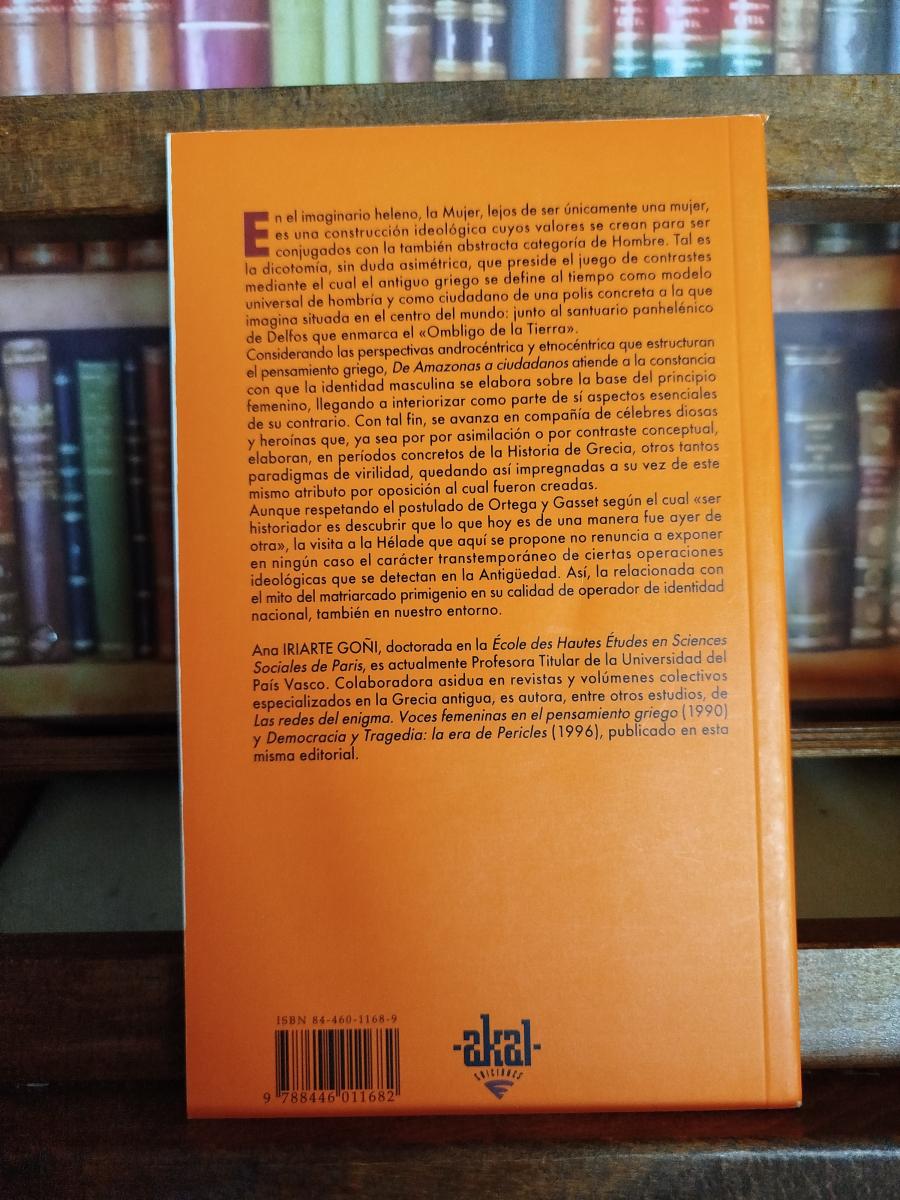 En el imaginario heleno, la Mujer, lejos de ser únicamente una mujer,
es una construcción ideológica cuyos valores se crean para ser
conjugados con la también abstracta categoría de Hombre. Tal es
la dicotomía, sin duda asimétrica, que preside el juego de contrastes
mediante el cual el antiguo griego se define al tiempo como modelo
universal de hombría y como ciudadano de una polis concreta a la que
imagina situada en el centro del mundo: junto al santuario panhelénico
de Delfos que enmarca el «Ombligo de la Tierra».
Considerando las perspectivas androcéntrica y etnocéntrica que estructuran
el pensamiento griego, De Amazonas a ciudadanos atiende a la constancia
con que la identidad masculina se elabora sobre la base del principio
femenino, llegando a interiorizar como parte de sí aspectos esenciales
de su contrario. Con tal fin, se avanza en compañía de célebres diosas
y heroínas que, ya sea por por asimilación o por contraste conceptual,
elaboran, en períodos concretos de la Historia de Grecia, otros tantos
paradigmas de virilidad, quedando así impregnadas a su vez de este
mismo atributo por oposición al cual fueron creadas.
Aunque respetando el postulado de Ortega y Gasset según el cual «ser
historiador es descubrir que lo que hoy es de una manera fue ayer de
otra», la visita a la Hélade que aquí se propone no renuncia a exponer
en ningún caso el carácter transtemporáneo de ciertas operaciones
ideológicas que se detectan en la Antigüedad. Así, la relacionada con
el mito del matriarcado primigenio en su calidad de operador de identidad
nacional, también en nuestro entorno.
Ana IRIARTE GOÑI, doctorada en la École des Hautes Études en Sciences
Sociales de Paris, es actualmente Profesora Titular de la Universidad del
País Vasco. Colaboradora asidua en revistas y volúmenes colectivos
especializados en la Grecia antigua, es autora, entre otros estudios, de
Las redes del enigma. Voces femeninas en el pensamiento griego (1990)
y Democracia y Tragedia: la era de Pericles (1996), publicado en esta
misma editorial.
ISBN 84-460-1168-9
9 788446 011682
-akal-
EDICIONES